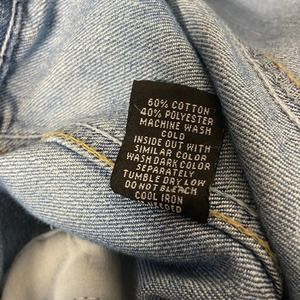 60% COTTON
40% POLYESTER
MACHINE WASH
COLD
INSIDE OUT WITH
SIMILAR COLOR
WASH DARK COLOR
SEPARATELY
TUMBLE DRY LOW
DO NOT BLEACH
COOL IRON
NEEDED